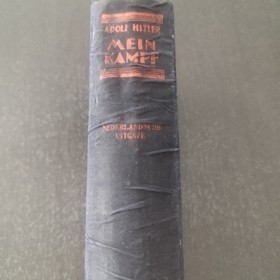 ADOLF HITLER
MEIN
KAMPF
NEDERLANDSCHE
UITGAVE